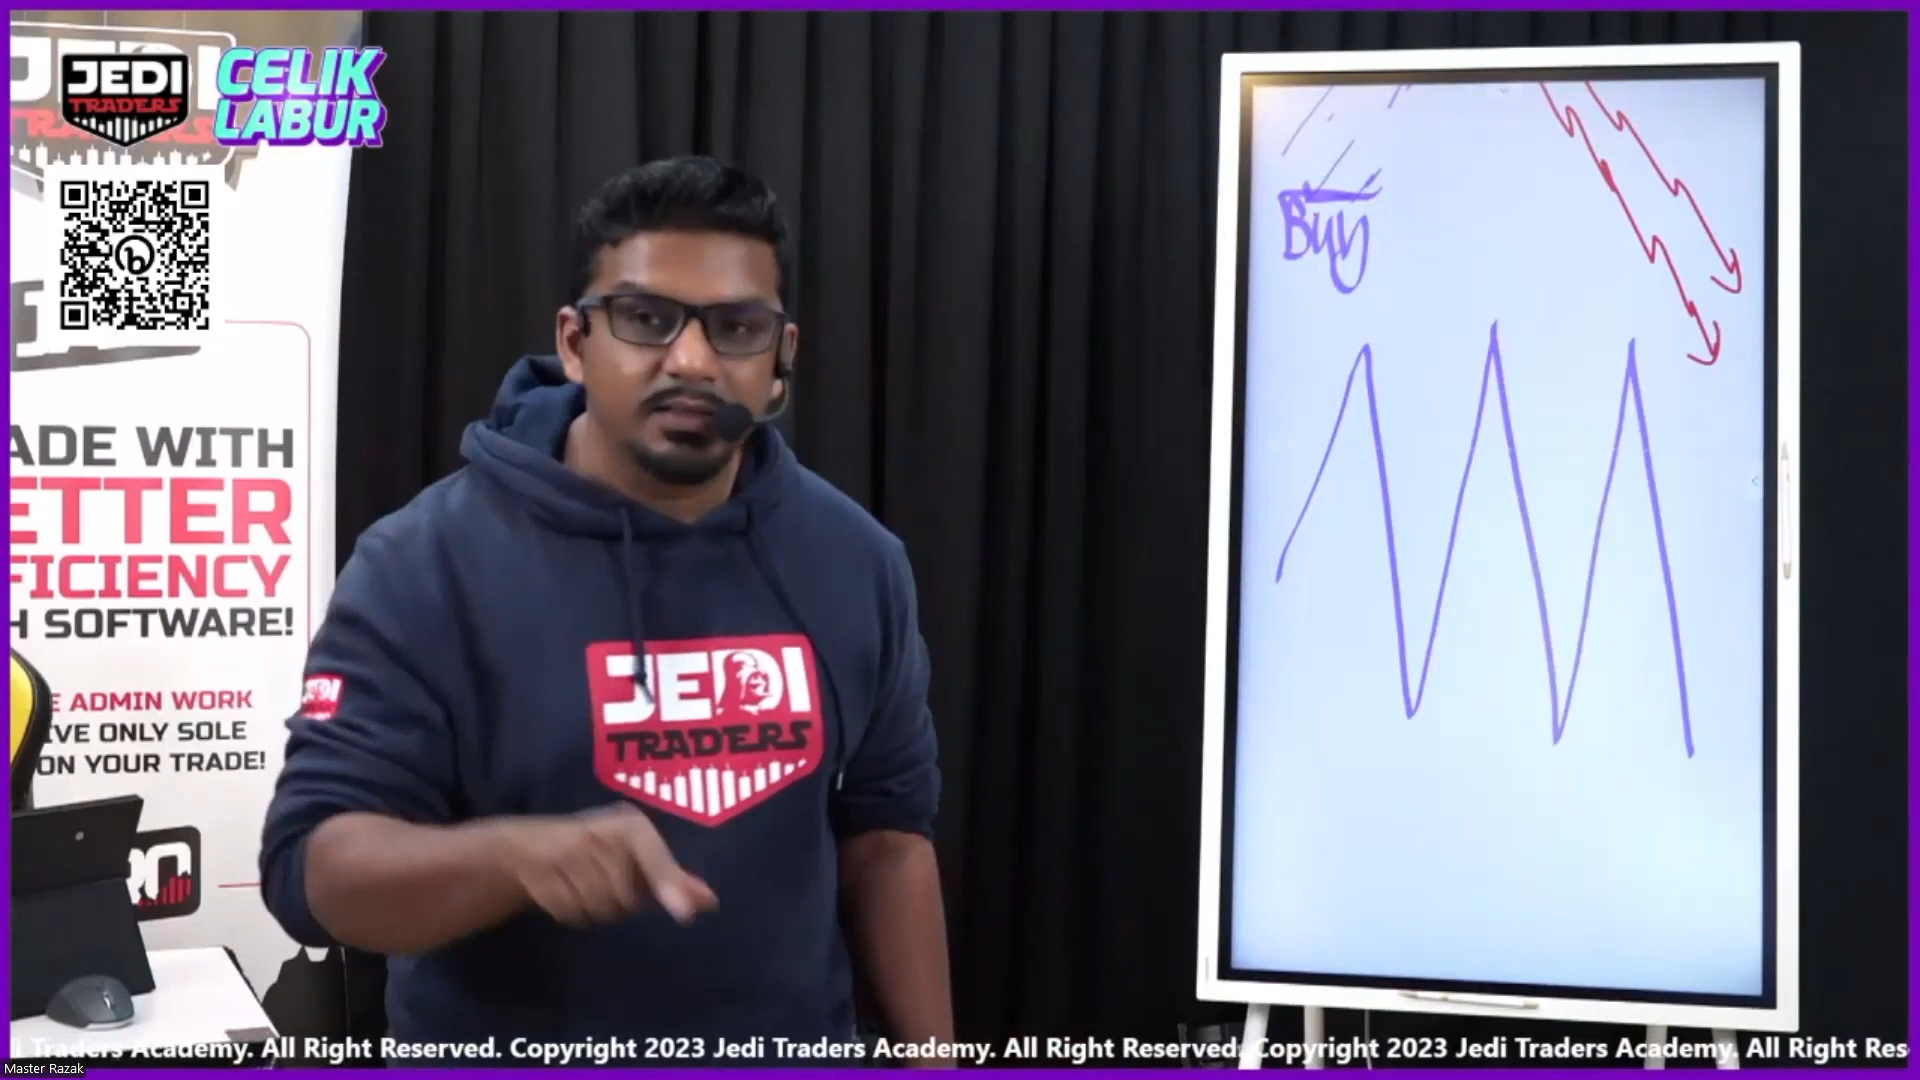 JEDI
TRADERS
CELIK
LABUR
ADE WITH
ETTER
FICIENCY
H SOFTWARE!
E ADMIN WORK
IVE ONLY SOLE
ON YOUR TRADE!
JEDI
JEDI
TRADERS
Buy
i Traders Academy. All Right Reserved. Copyright 2023 Jedi Traders Academy. All Right Reserved. Copyright 2023 Jedi Traders Academy. All Right Res
Master Razak